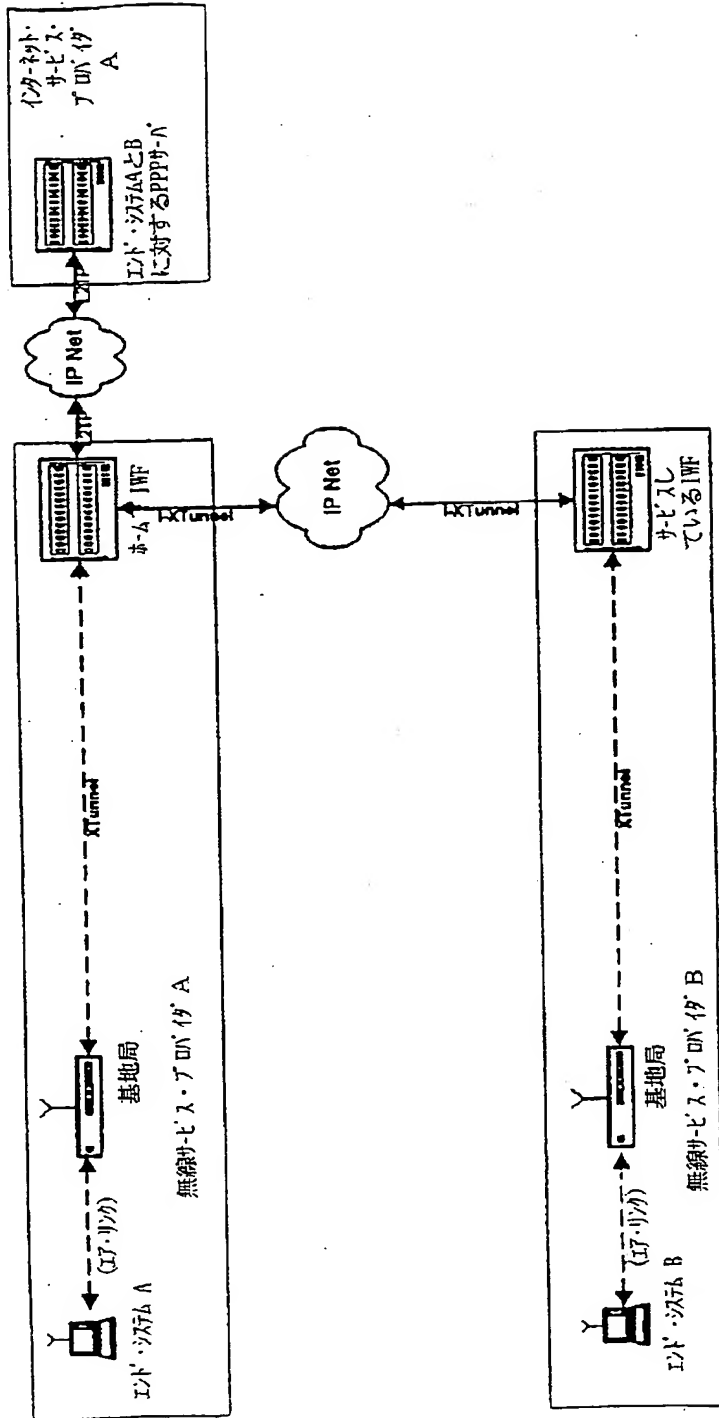 インターネット・
サービス・
プロバイダ
A
エンド・システムAとB
に対するPPPサーバ
IP Net
ホーム IWF
XTunnel
基地局
無線サービス・プロバイダ A
(エア・リンク)
エンド・システム A
I-XTunnel
IP Net
I-XTunnel
サービスし
ているIWF
XTunnel
基地局
無線サービス・プロバイダ B
(エア・リンク)
エンド・システム B